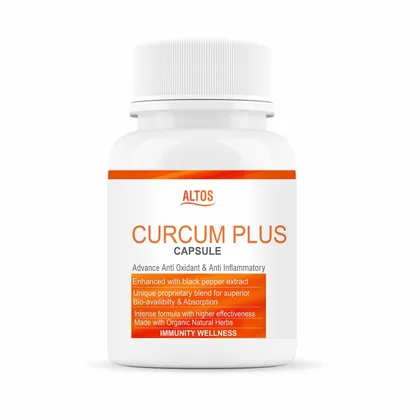 ALTOS
CURCUM PLUS
CAPSULE
Advance Anti Oxidant & Anti Inflammatory
Enhanced with black pepper extract
Unique proprietary blend for superior
Bio-availibilty & Absorption
Intense formula with higher effectiveness
Made with Organic Natural Herbs
IMMUNITY WELLNESS